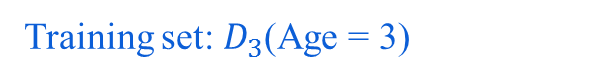 Training set: D₃(Age = 3)